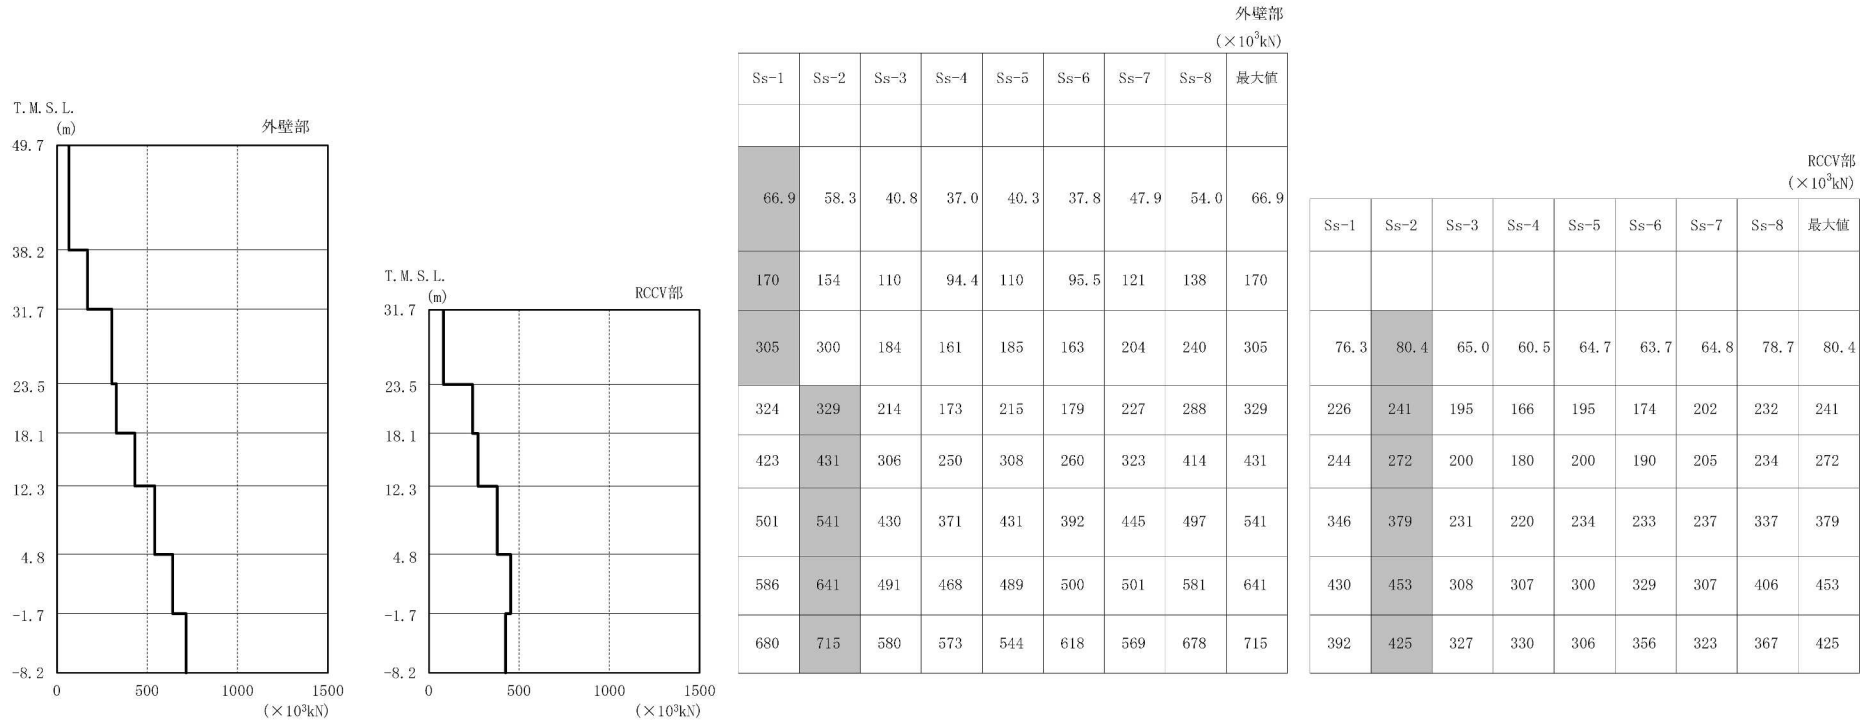 T.M.S.L.
(m)
外壁部
49.7
38.2
31.7
23.5
18.1
12.3
4.8
-1.7
-8.2
0 500 1000 1500
(×10³kN)
T.M.S.L.
(m)
RCCV部
31.7
23.5
18.1
12.3
4.8
-1.7
-8.2
0 500 1000 1500
(×10³kN)
外壁部
(×10³kN)
Ss-1 Ss-2 Ss-3 Ss-4 Ss-5 Ss-6 Ss-7 Ss-8 最大値
66.9 58.3 40.8 37.0 40.3 37.8 47.9 54.0 66.9
170 154 110 94.4 110 95.5 121 138 170
305 300 184 161 185 163 204 240 305
324 329 214 173 215 179 227 288 329
423 431 306 250 308 260 323 414 431
501 541 430 371 431 392 445 497 541
586 641 491 468 489 500 501 581 641
680 715 580 573 544 618 569 678 715
RCCV部
(×10³kN)
Ss-1 Ss-2 Ss-3 Ss-4 Ss-5 Ss-6 Ss-7 Ss-8 最大値
76.3 80.4 65.0 60.5 64.7 63.7 64.8 78.7 80.4
226 241 195 166 195 174 202 232 241
244 272 200 180 200 190 205 234 272
346 379 231 220 234 233 237 337 379
430 453 308 307 300 329 307 406 453
392 425 327 330 306 356 323 367 425